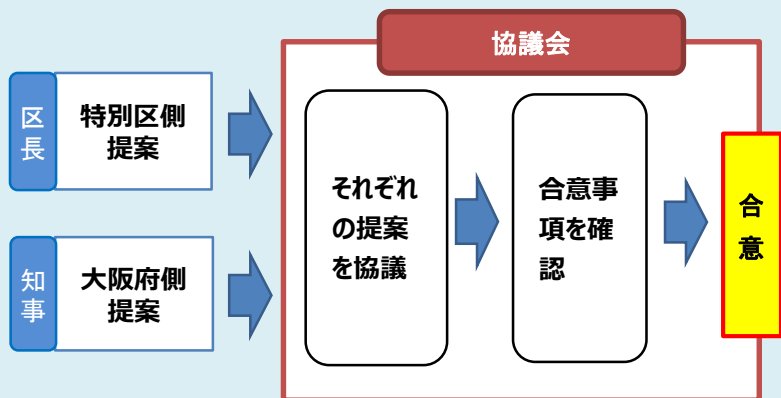 協議会
区長
特別区側
提案
知事
大阪府側
提案
それぞれ
の提案
を協議
合意事
項を確
認
合意